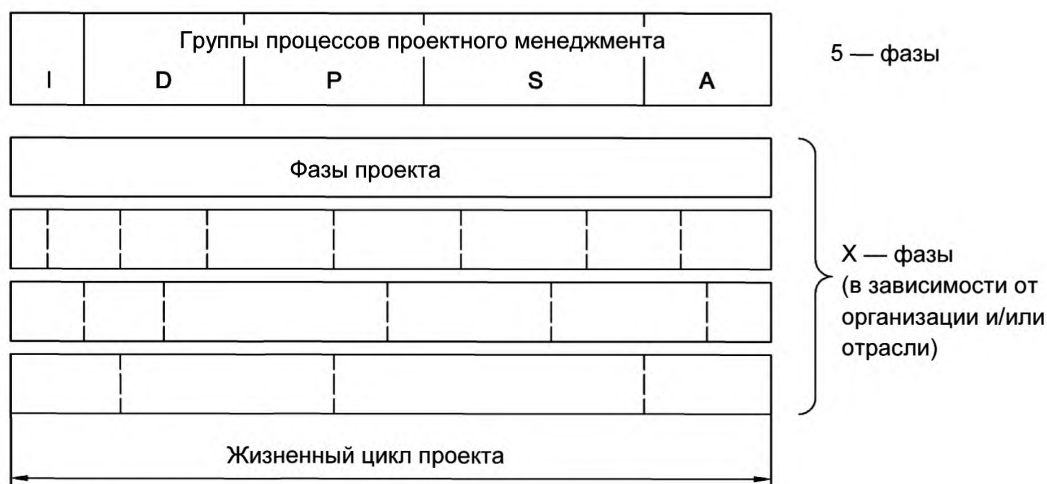 Группы процессов проектного менеджмента
I D P S A
5 — фазы
Фазы проекта
X — фазы
(в зависимости от
организации и/или
отрасли)
Жизненный цикл проекта